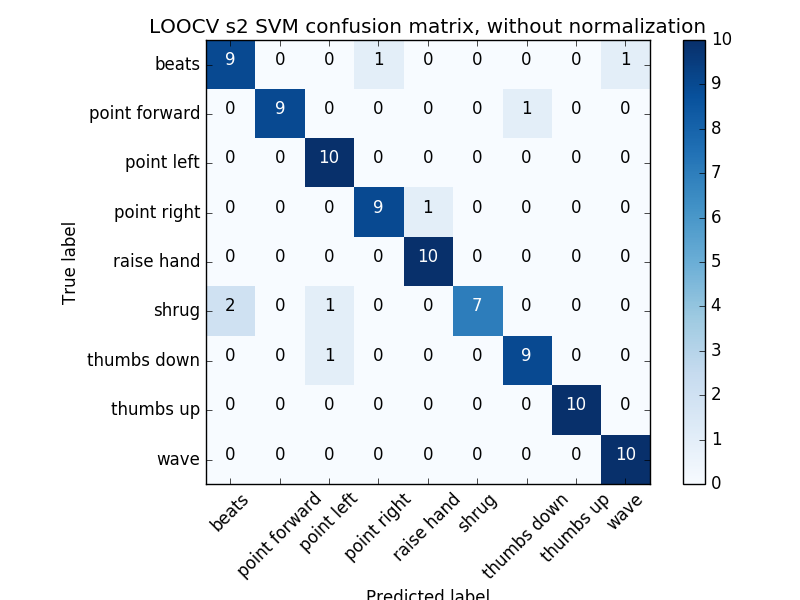 LOOCV s2 SVM confusion matrix, without normalization
beats 9 0 0 1 0 0 0 0 1
point forward 0 9 0 0 0 0 1 0 0
point left 0 0 10 0 0 0 0 0 0
point right 0 0 0 9 1 0 0 0 0
raise hand 0 0 0 0 10 0 0 0 0
shrug 2 0 1 0 0 7 0 0 0
thumbs down 0 0 1 0 0 0 9 0 0
thumbs up 0 0 0 0 0 0 0 10 0
wave 0 0 0 0 0 0 0 0 10
True label
beats
point forward
point left
point right
raise hand
shrug
thumbs down
thumbs up
wave
Predicted label
10
9
8
7
6
5
4
3
2
1
0